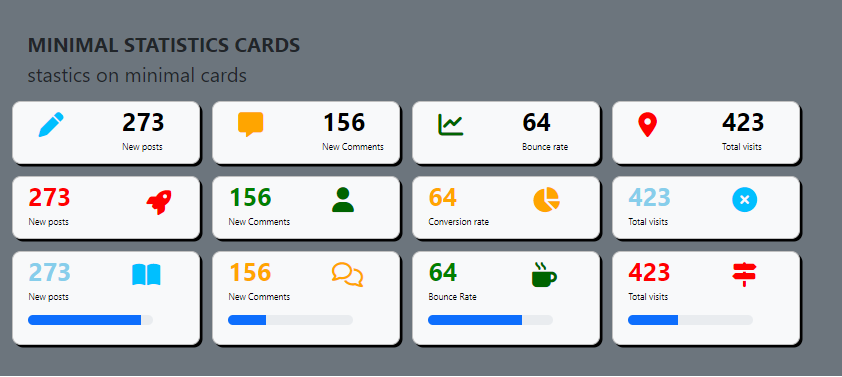 MINIMAL STATISTICS CARDS
stastics on minimal cards
273
New posts
156
New Comments
64
Bounce rate
423
Total visits
273
New posts
156
New Comments
64
Conversion rate
423
Total visits
273
New posts
156
New Comments
64
Bounce Rate
423
Total visits